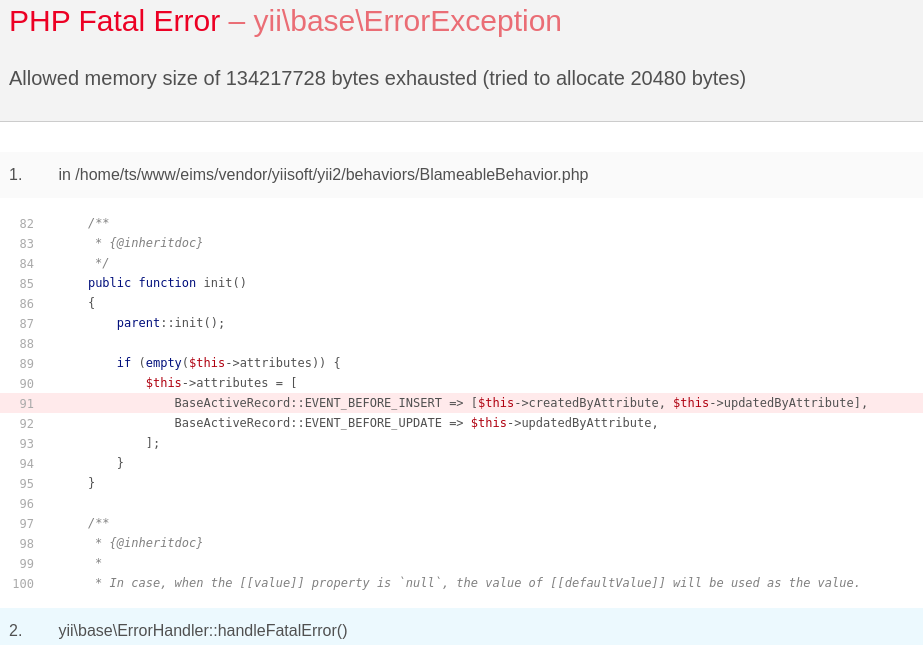 PHP Fatal Error – yii\base\ErrorException
Allowed memory size of 134217728 bytes exhausted (tried to allocate 20480 bytes)
1. in /home/ts/www/eims/vendor/yiisoft/yii2/behaviors/BlameableBehavior.php
82 /**
83 * {@inheritdoc}
84 */
85 public function init()
86 {
87 parent::init();
88
89 if (empty($this->attributes)) {
90 $this->attributes = [
91 BaseActiveRecord::EVENT_BEFORE_INSERT => [$this->createdByAttribute, $this->updatedByAttribute],
92 BaseActiveRecord::EVENT_BEFORE_UPDATE => $this->updatedByAttribute,
93 ];
94 }
95 }
96
97 /**
98 * {@inheritdoc}
99 *
100 * In case, when the [[value]] property is `null`, the value of [[defaultValue]] will be used as the value.
2. yii\base\ErrorHandler::handleFatalError()